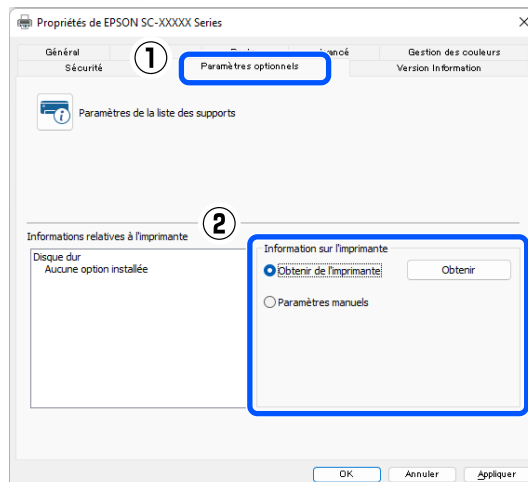 Propriétés de EPSON SC-XXXXX Series
Général
Gestion des couleurs
Sécurité
①
Paramètres optionnels
Version Information
Paramètres de la liste des supports
②
Informations relatives à l'imprimante
Disque dur
Aucune option installée
Information sur l'imprimante
Obtenir de l'imprimante
Obtenir
Paramètres manuels
OK
Annuler
Appliquer